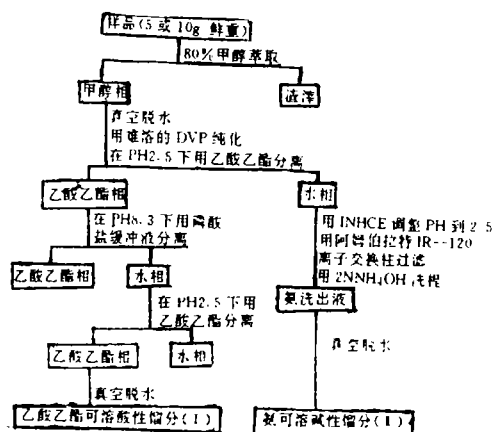 样品(5或10g 鲜重)
80%甲醇萃取
甲醇相
渣滓
真空脱水
用难溶的DVP纯化
在PH2.5下用乙酸乙酯分离
乙酸乙酯相
水相
在PH8.3下用磷酸
盐缓冲液分离
用INHCE调整PH到2.5
用阿姆伯拉特IR--120
离子交换柱过滤
用2NNH4OH洗提
乙酸乙酯相
水相
氨洗出液
在PH2.5下用
乙酸乙酯分离
真空脱水
乙酸乙酯相
水相
真空脱水
乙酸乙酯可溶酸性馏分(I)
氨可溶碱性馏分(II)